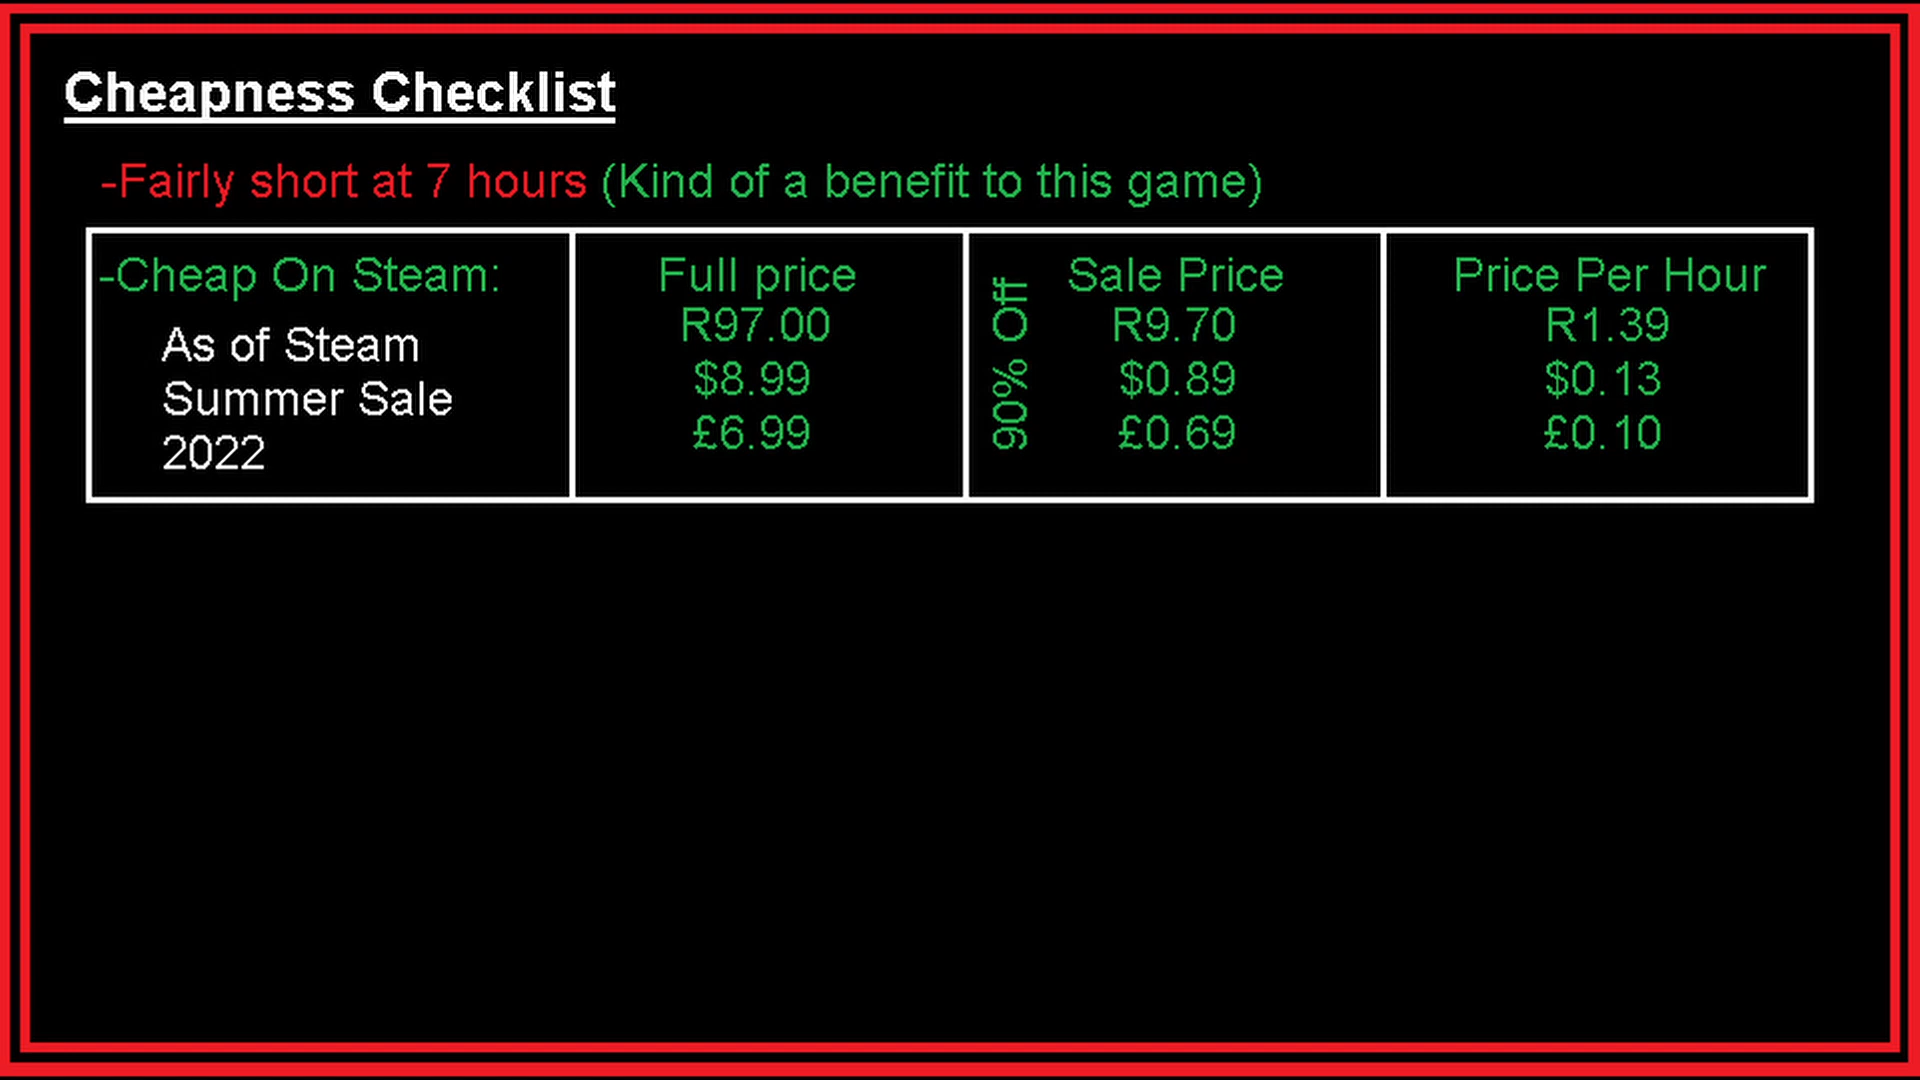 Cheapness Checklist
-Fairly short at 7 hours (Kind of a benefit to this game)
-Cheap On Steam:
As of Steam
Summer Sale
2022
Full price
R97.00
$8.99
£6.99
90% Off
Sale Price
R9.70
$0.89
£0.69
Price Per Hour
R1.39
$0.13
£0.10